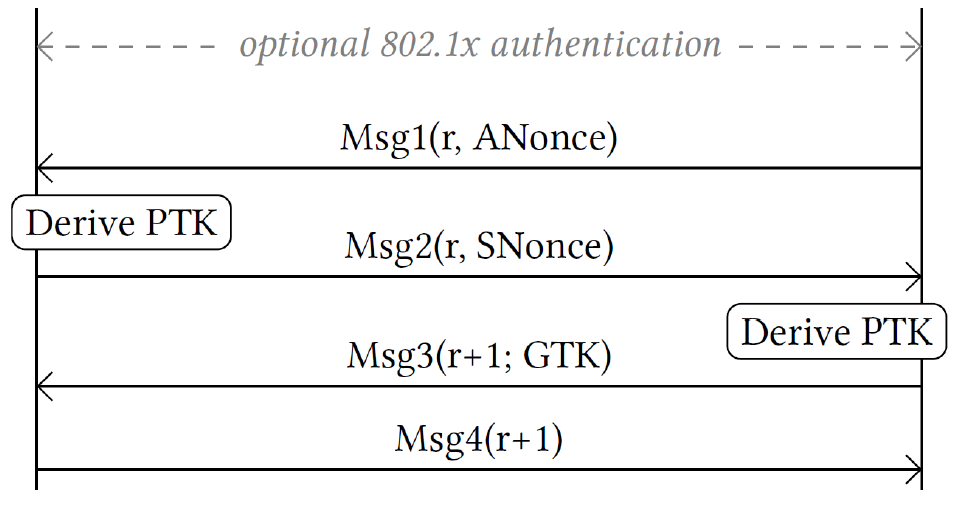 optional 802.1x authentication
Msg1(r, ANonce)
Derive PTK
Msg2(r, SNonce)
Derive PTK
Msg3(r+1; GTK)
Msg4(r+1)